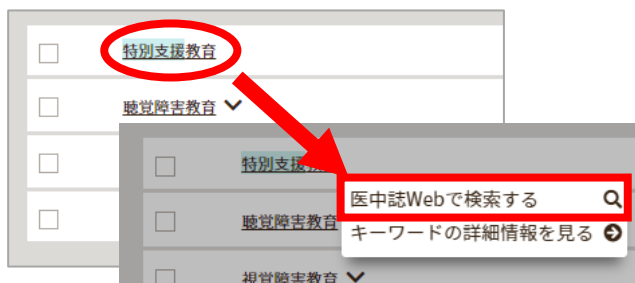 特別支援教育
聴覚障害教育
特別支援
医中誌Webで検索する
聴覚障害教育
キーワードの詳細情報を見る
視覚障害教育